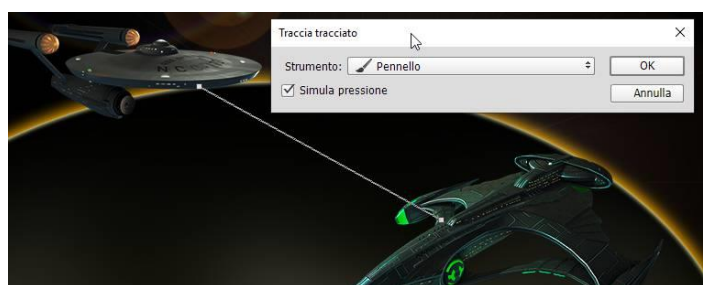 Traccia tracciato
Strumento: Pennello
OK
Simula pressione
Annulla